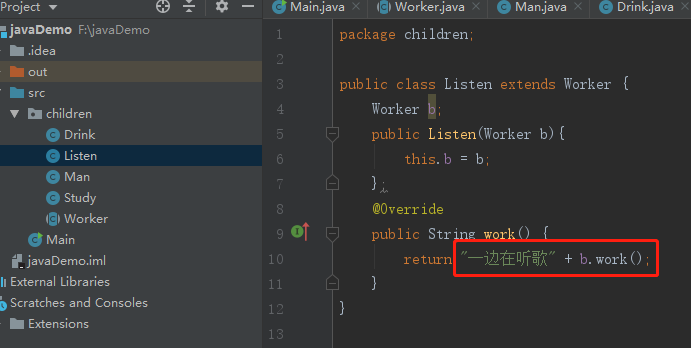 Project
javaDemo F:\javaDemo
.idea
out
src
children
Drink
Listen
Man
Study
Worker
Main
javaDemo.iml
External Libraries
Scratches and Consoles
Extensions
Main.java Worker.java Man.java Drink.java
1 package children;
2
3 public class Listen extends Worker {
4 Worker b;
5 public Listen(Worker b){
6 this.b = b;
7 };
8 @Override
9 public String work() {
10 return "一边在听歌" + b.work();
11 }
12 }
13